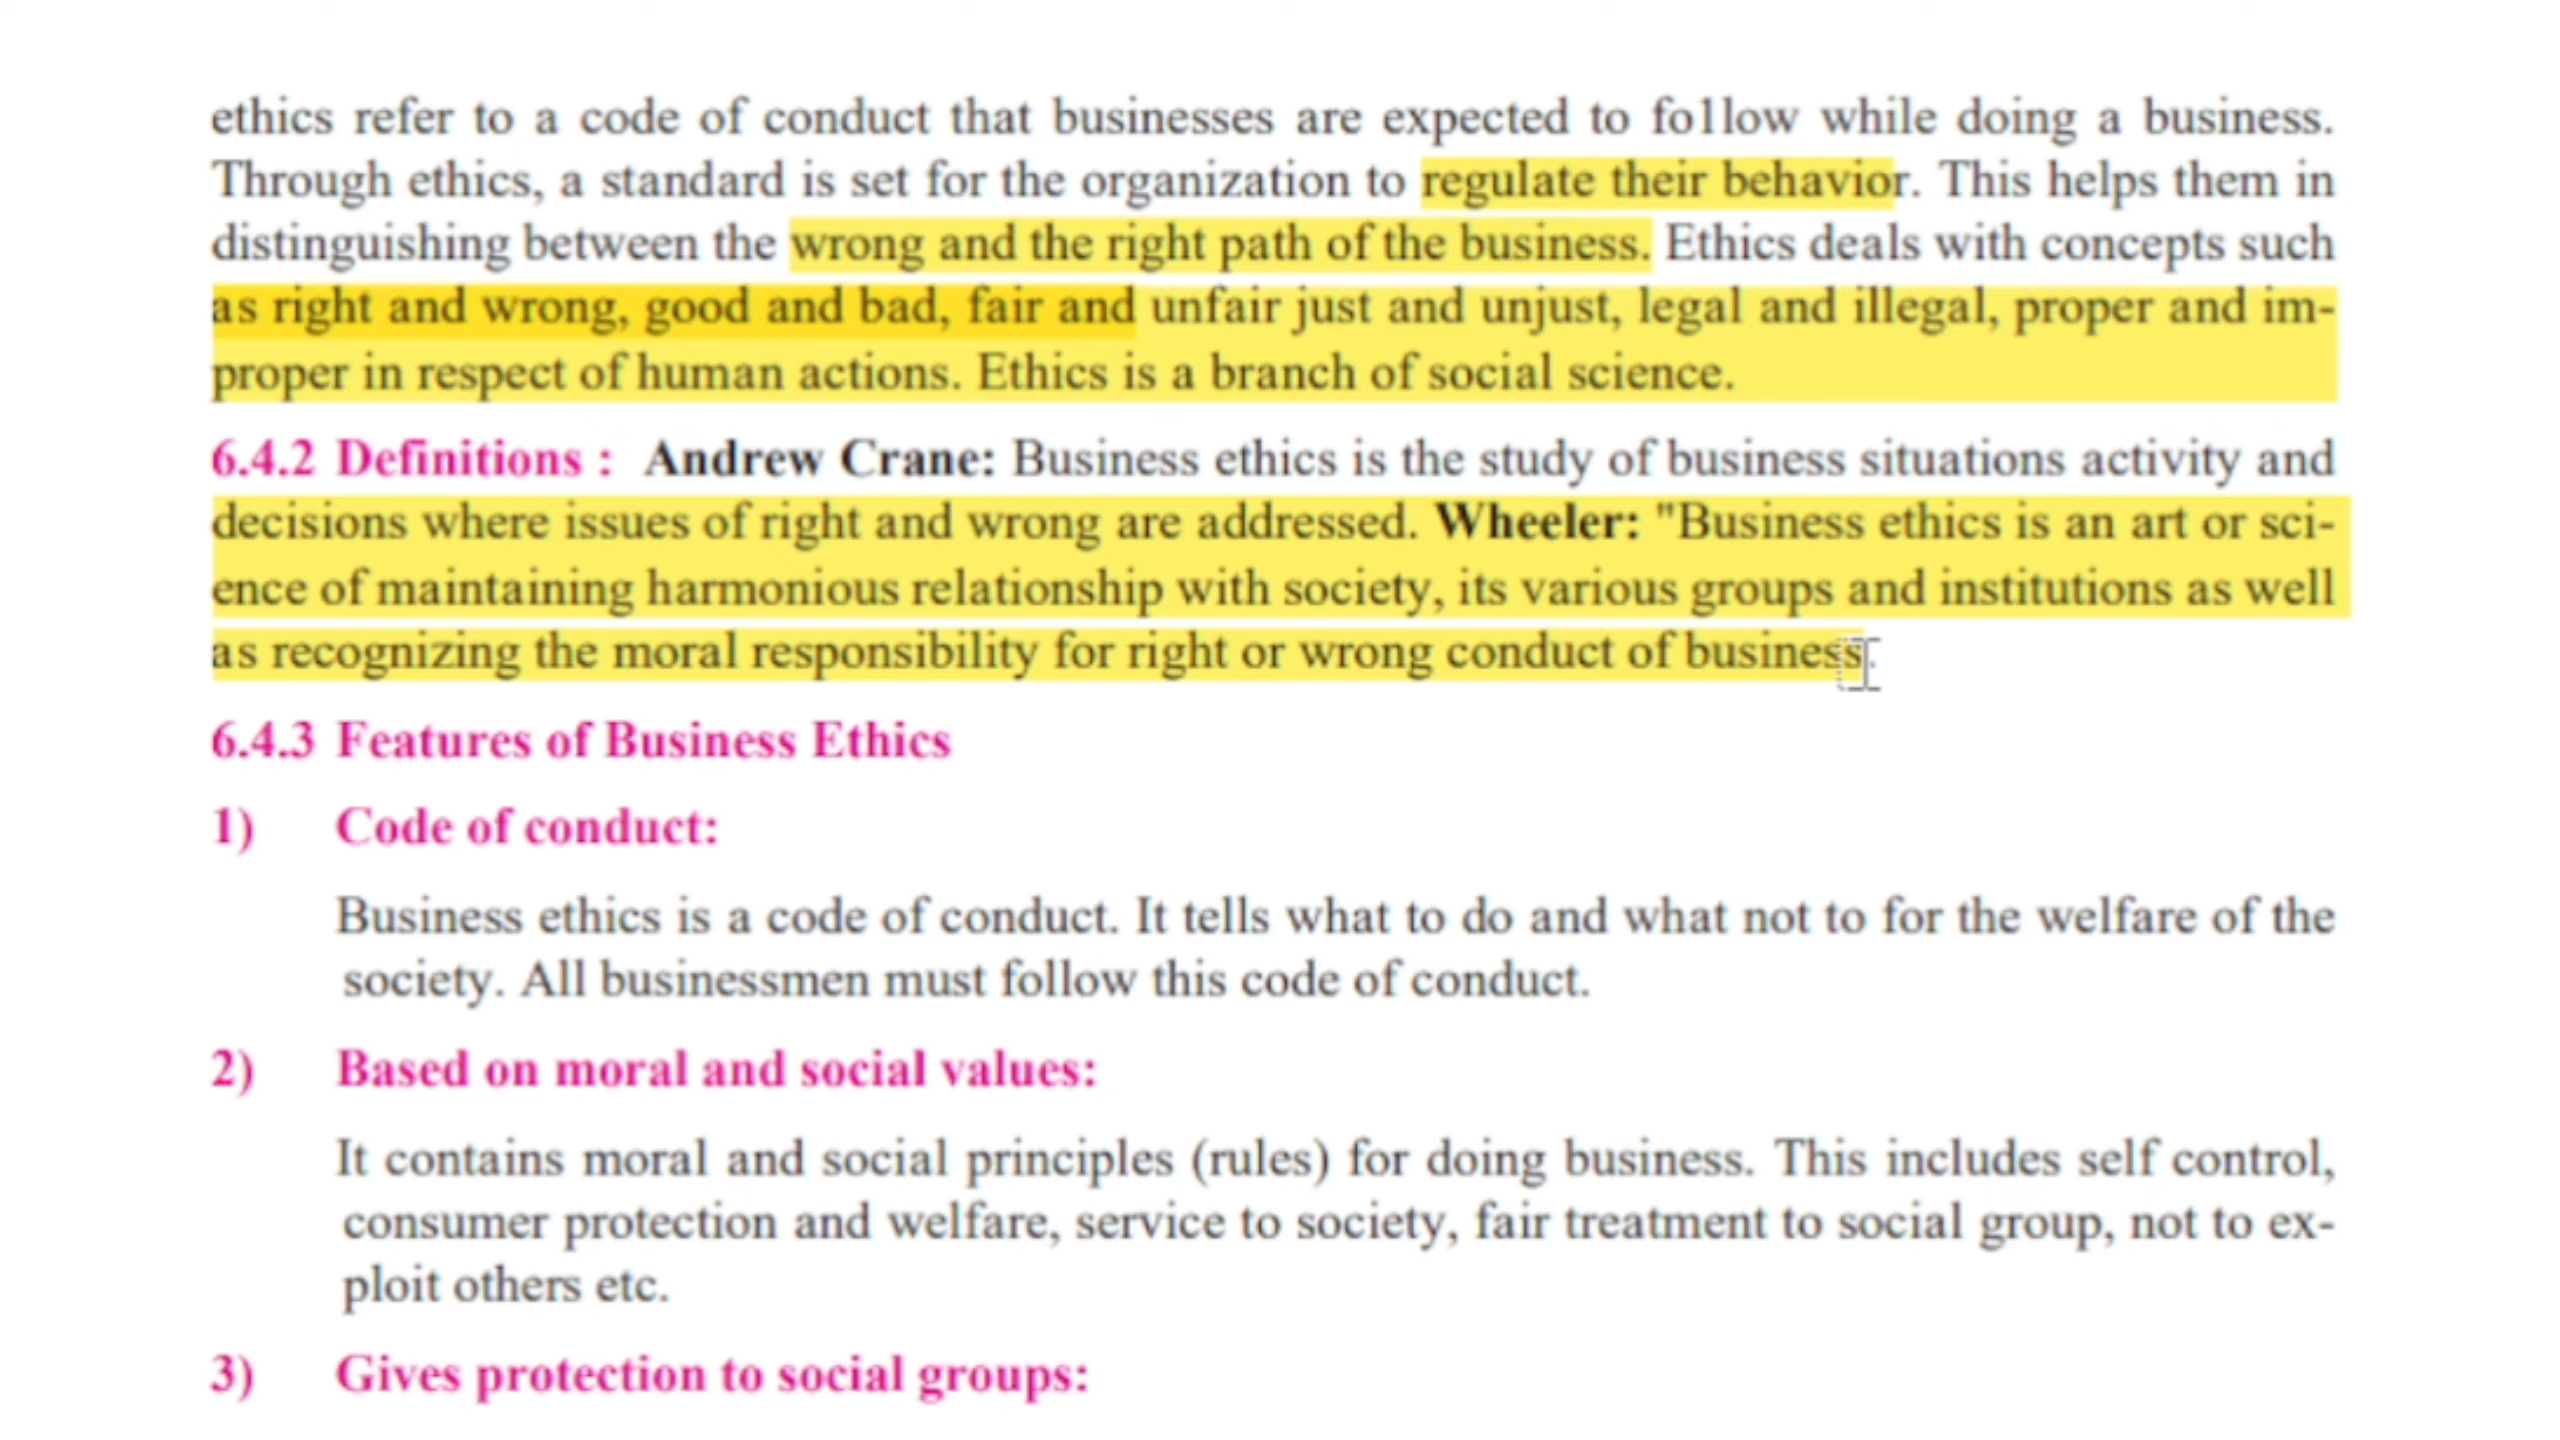 ethics refer to a code of conduct that businesses are expected to follow while doing a business.
Through ethics, a standard is set for the organization to regulate their behavior. This helps them in
distinguishing between the wrong and the right path of the business. Ethics deals with concepts such
as right and wrong, good and bad, fair and unfair just and unjust, legal and illegal, proper and im-
proper in respect of human actions. Ethics is a branch of social science.
6.4.2 Definitions : Andrew Crane: Business ethics is the study of business situations activity and
decisions where issues of right and wrong are addressed. Wheeler: "Business ethics is an art or sci-
ence of maintaining harmonious relationship with society, its various groups and institutions as well
as recognizing the moral responsibility for right or wrong conduct of business.
6.4.3 Features of Business Ethics
1) Code of conduct:
Business ethics is a code of conduct. It tells what to do and what not to for the welfare of the
society. All businessmen must follow this code of conduct.
2) Based on moral and social values:
It contains moral and social principles (rules) for doing business. This includes self control,
consumer protection and welfare, service to society, fair treatment to social group, not to ex-
ploit others etc.
3) Gives protection to social groups: